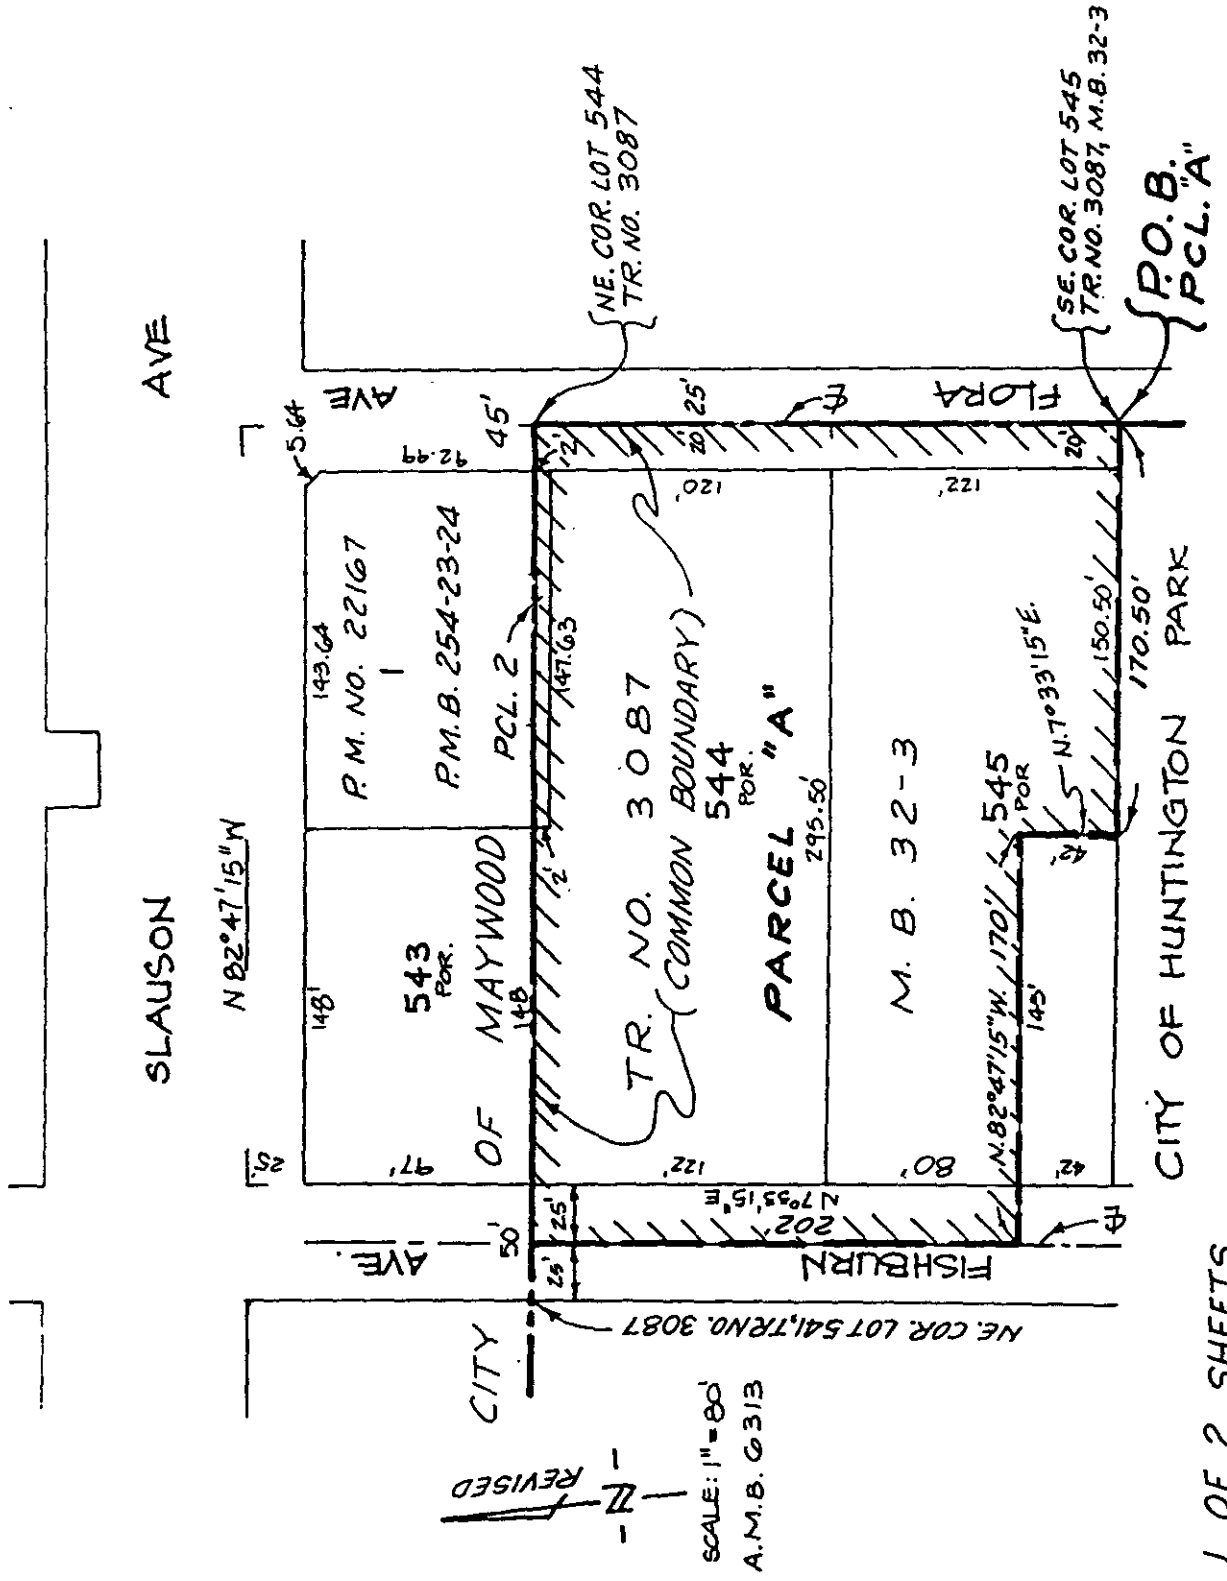 SLAUSON AVE
N 82°47'15"W
25'
148'
143.64
5.64
543
POR.
P. M. NO. 22167
1
P.M.B. 254-23-24
97'
92.99
AVE
AVE.
CITY OF MAYWOOD
PCL. 2
50'
148
45'
NE. COR. LOT 544
TR. NO. 3087
25'
25'
2'
147.63
2'
TR. NO. 3087
(COMMON BOUNDARY)
544
POR.
122'
120'
20'
25'
N 7°33'15"E
202'
PARCEL "A"
295.50'
℄
FISHBURN
FLORA
M. B. 32-3
80'
122'
20'
545
POR
N.82°47'15"W. 170'
145'
42'
42'
N.7°33'15"E.
150.50'
170.50'
℄
SE. COR. LOT 545
TR. NO. 3087, M.B. 32-3
P.O.B.
PCL. "A"
CITY OF HUNTINGTON PARK
NE. COR. LOT 541, TR NO. 3087
REVISED
N
SCALE: 1"=80'
A.M.B. 6313
1 OF 2 SHEETS